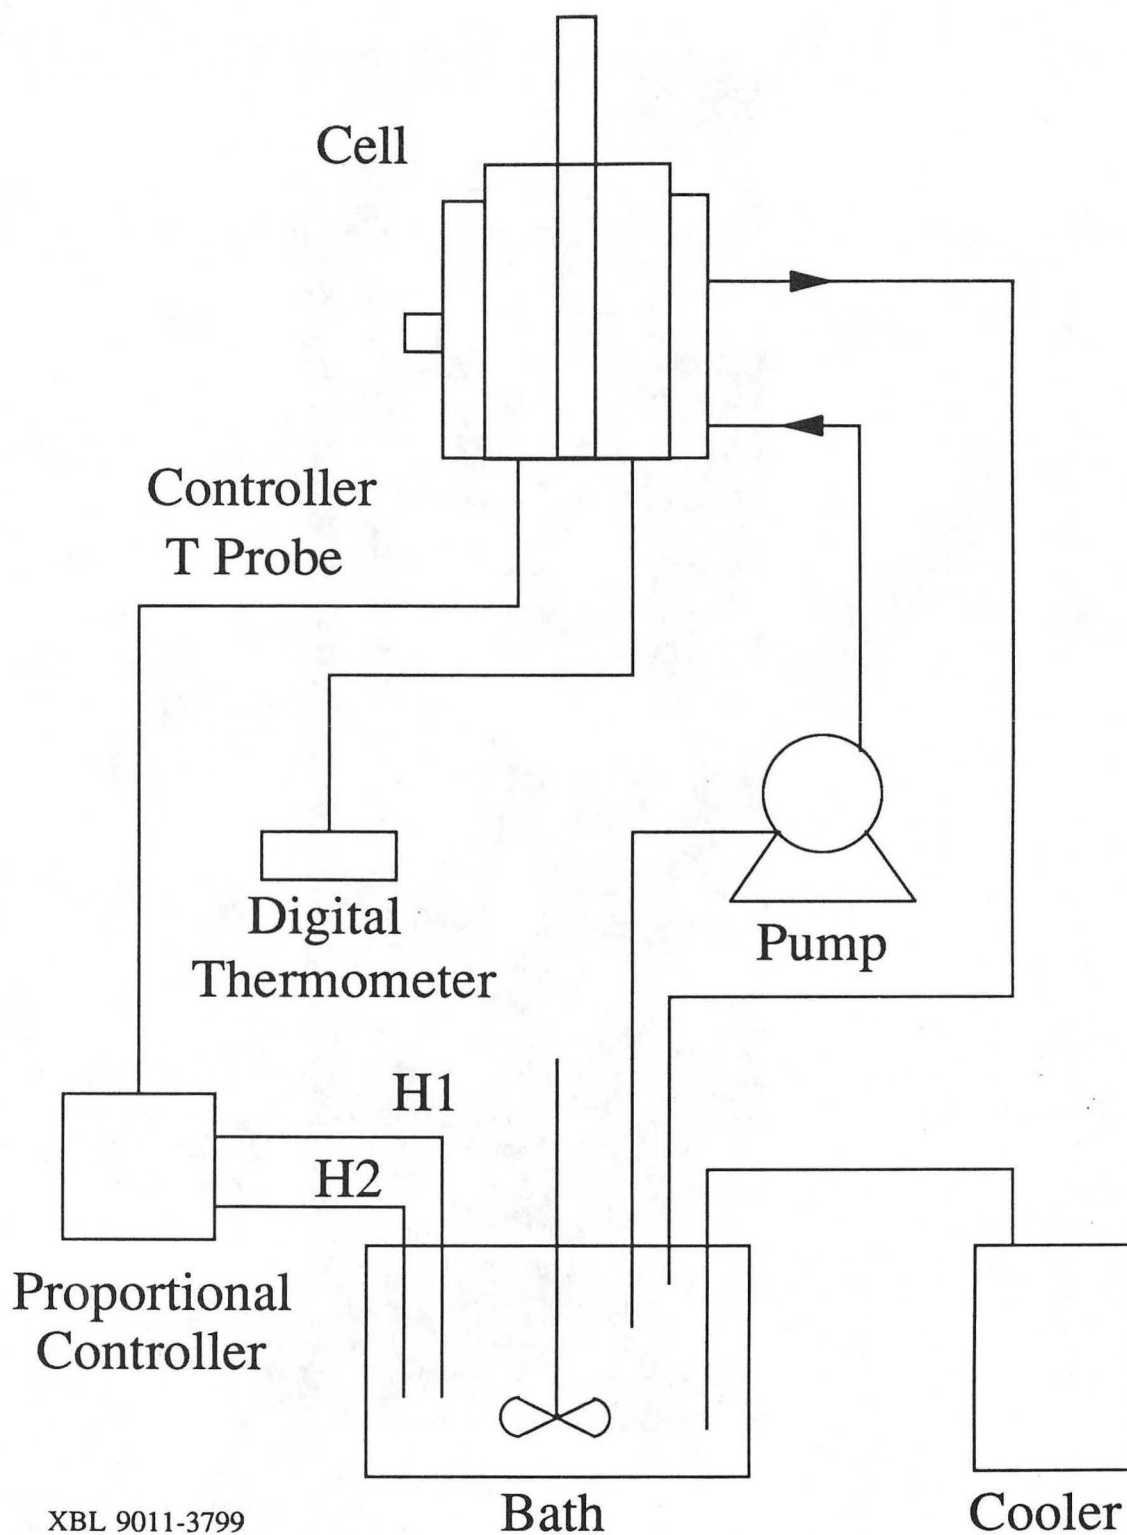 Cell
Controller
T Probe
Digital
Thermometer
Pump
H1
H2
Proportional
Controller
Bath
Cooler
XBL 9011-3799